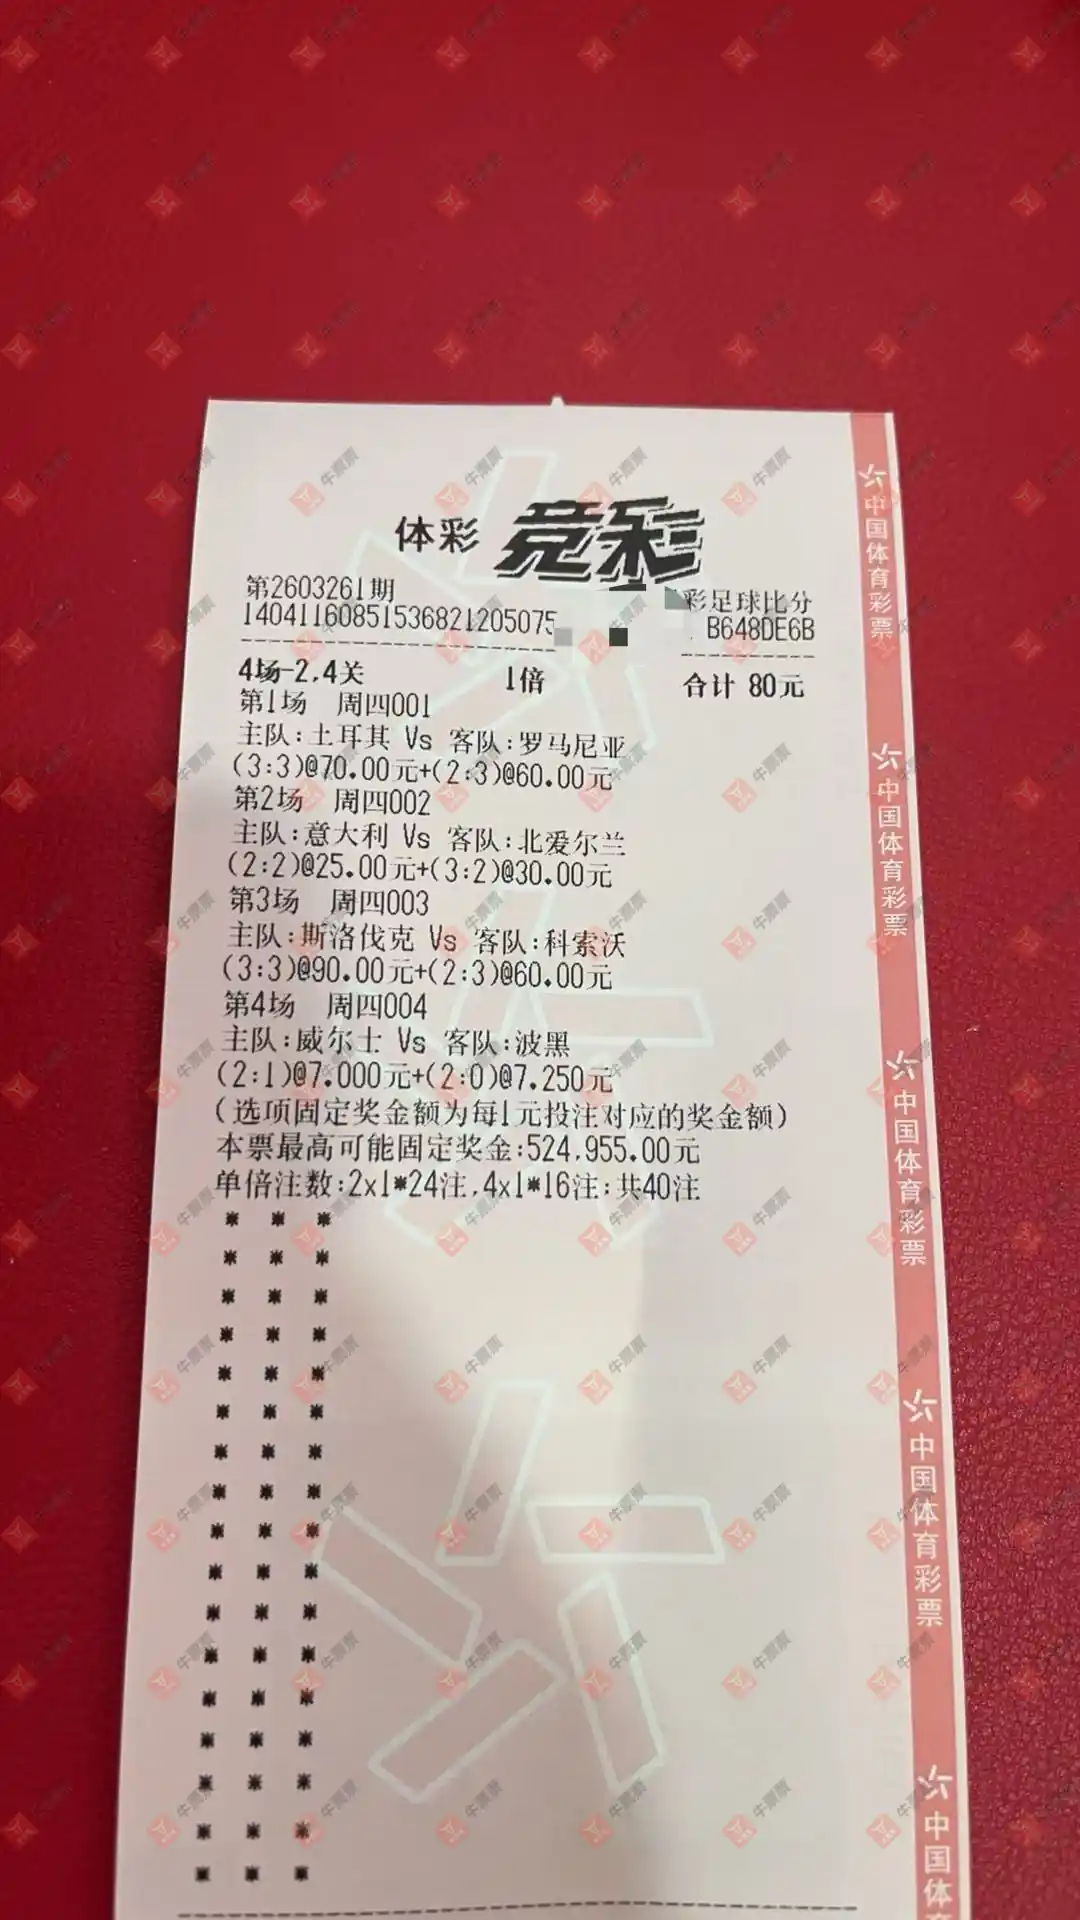 体彩 竞彩
第2603261期
彩足球比分
14041160851536821205075
B648DE6B
4场-2,4关 1倍 合计 80元
第1场 周四001
主队:土耳其 Vs 客队:罗马尼亚
(3:3)@70.00元+(2:3)@60.00元
第2场 周四002
主队:意大利 Vs 客队:北爱尔兰
(2:2)@25.00元+(3:2)@30.00元
第3场 周四003
主队:斯洛伐克 Vs 客队:科索沃
(3:3)@90.00元+(2:3)@60.00元
第4场 周四004
主队:威尔士 Vs 客队:波黑
(2:1)@7.000元+(2:0)@7.250元
(选项固定奖金额为每1元投注对应的奖金额)
本票最高可能固定奖金:524,955.00元
单倍注数:2x1*24注,4x1*16注;共40注
中国体育彩票
中国体育彩票
中国体育彩票
中国体育彩票
中国体
牛票票